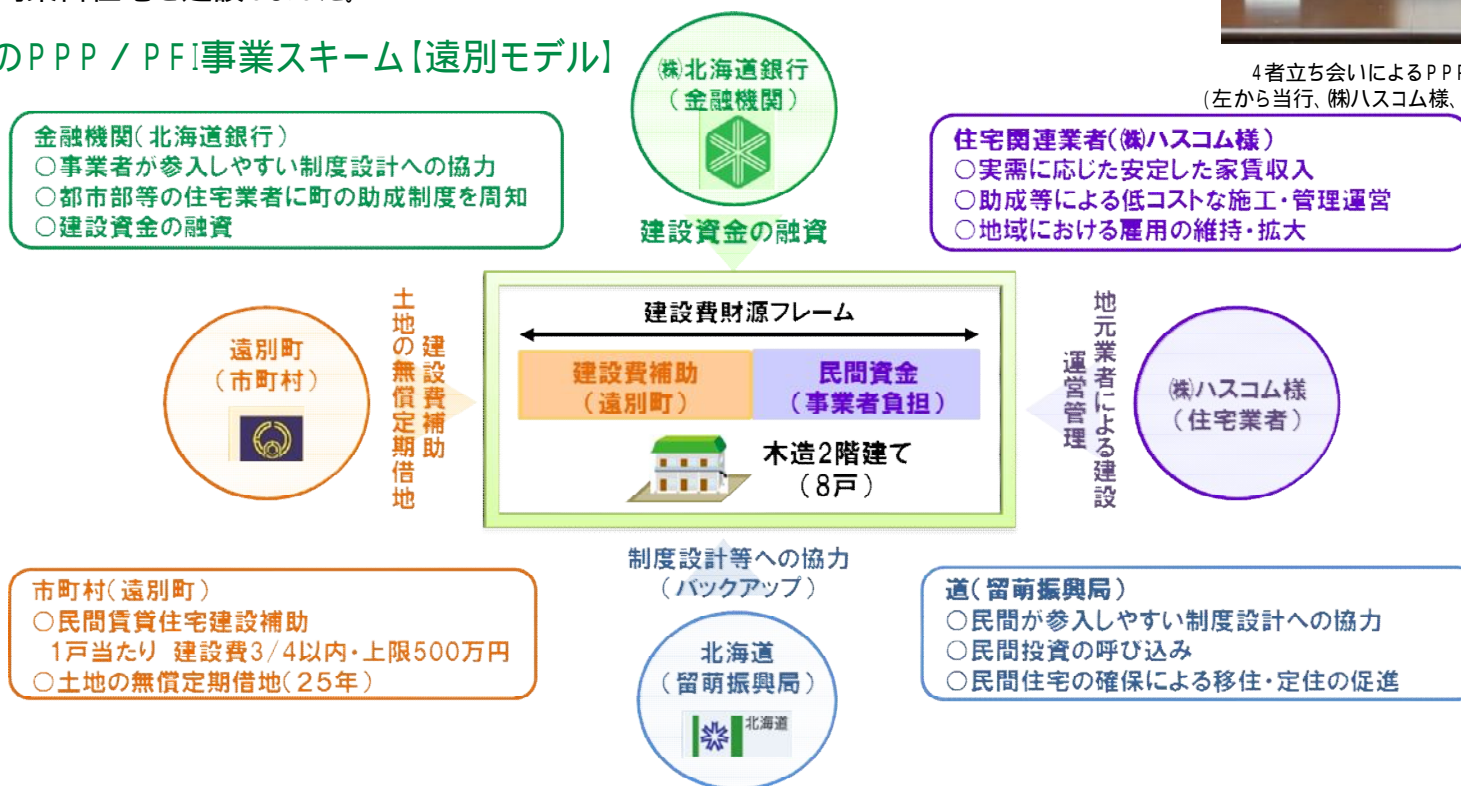 のPPP/PFI事業スキーム【遠別モデル】
4者立ち会いによるPPP
(左から当行、㈱ハスコム様、
㈱北海道銀行
(金融機関)
建設資金の融資
金融機関(北海道銀行)
○事業者が参入しやすい制度設計への協力
○都市部等の住宅業者に町の助成制度を周知
○建設資金の融資
住宅関連業者(㈱ハスコム様)
○実需に応じた安定した家賃収入
○助成等による低コストな施工・管理運営
○地域における雇用の維持・拡大
遠別町
(市町村)
建設費補助
土地の無償定期借地
建設費財源フレーム
建設費補助
(遠別町)
民間資金
(事業者負担)
木造2階建て
(8戸)
地元業者による建設
運営管理
㈱ハスコム様
(住宅業者)
制度設計等への協力
(バックアップ)
北海道
(留萌振興局)
北海道
市町村(遠別町)
○民間賃貸住宅建設補助
1戸当たり 建設費3/4以内・上限500万円
○土地の無償定期借地(25年)
道(留萌振興局)
○民間が参入しやすい制度設計への協力
○民間投資の呼び込み
○民間住宅の確保による移住・定住の促進